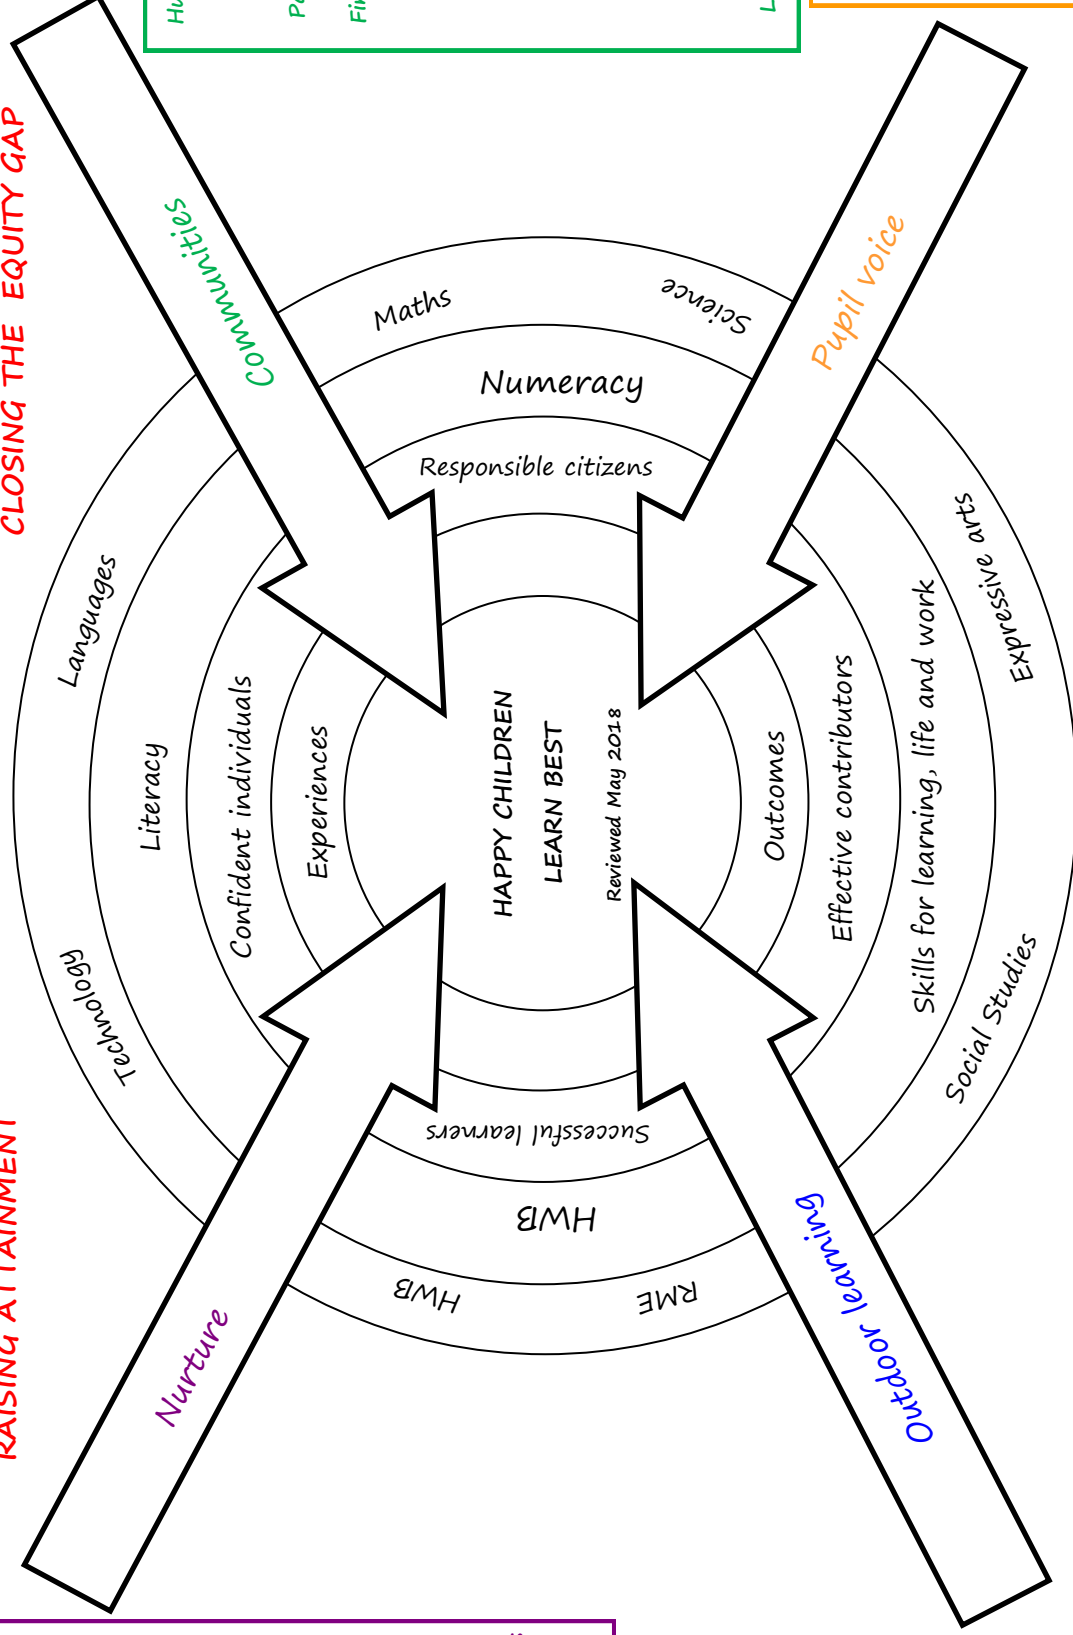 RAISING ATTAINMENT
CLOSING THE EQUITY GAP
Communities
Pupil voice
Nurture
Outdoor learning
Languages
Technology
Maths
Science
Expressive arts
Social Studies
RME
HWB
Literacy
Numeracy
Skills for learning, life and work
HWB
Confident individuals
Responsible citizens
Effective contributors
Successful learners
Experiences
Outcomes
HAPPY CHILDREN
LEARN BEST
Reviewed May 2018